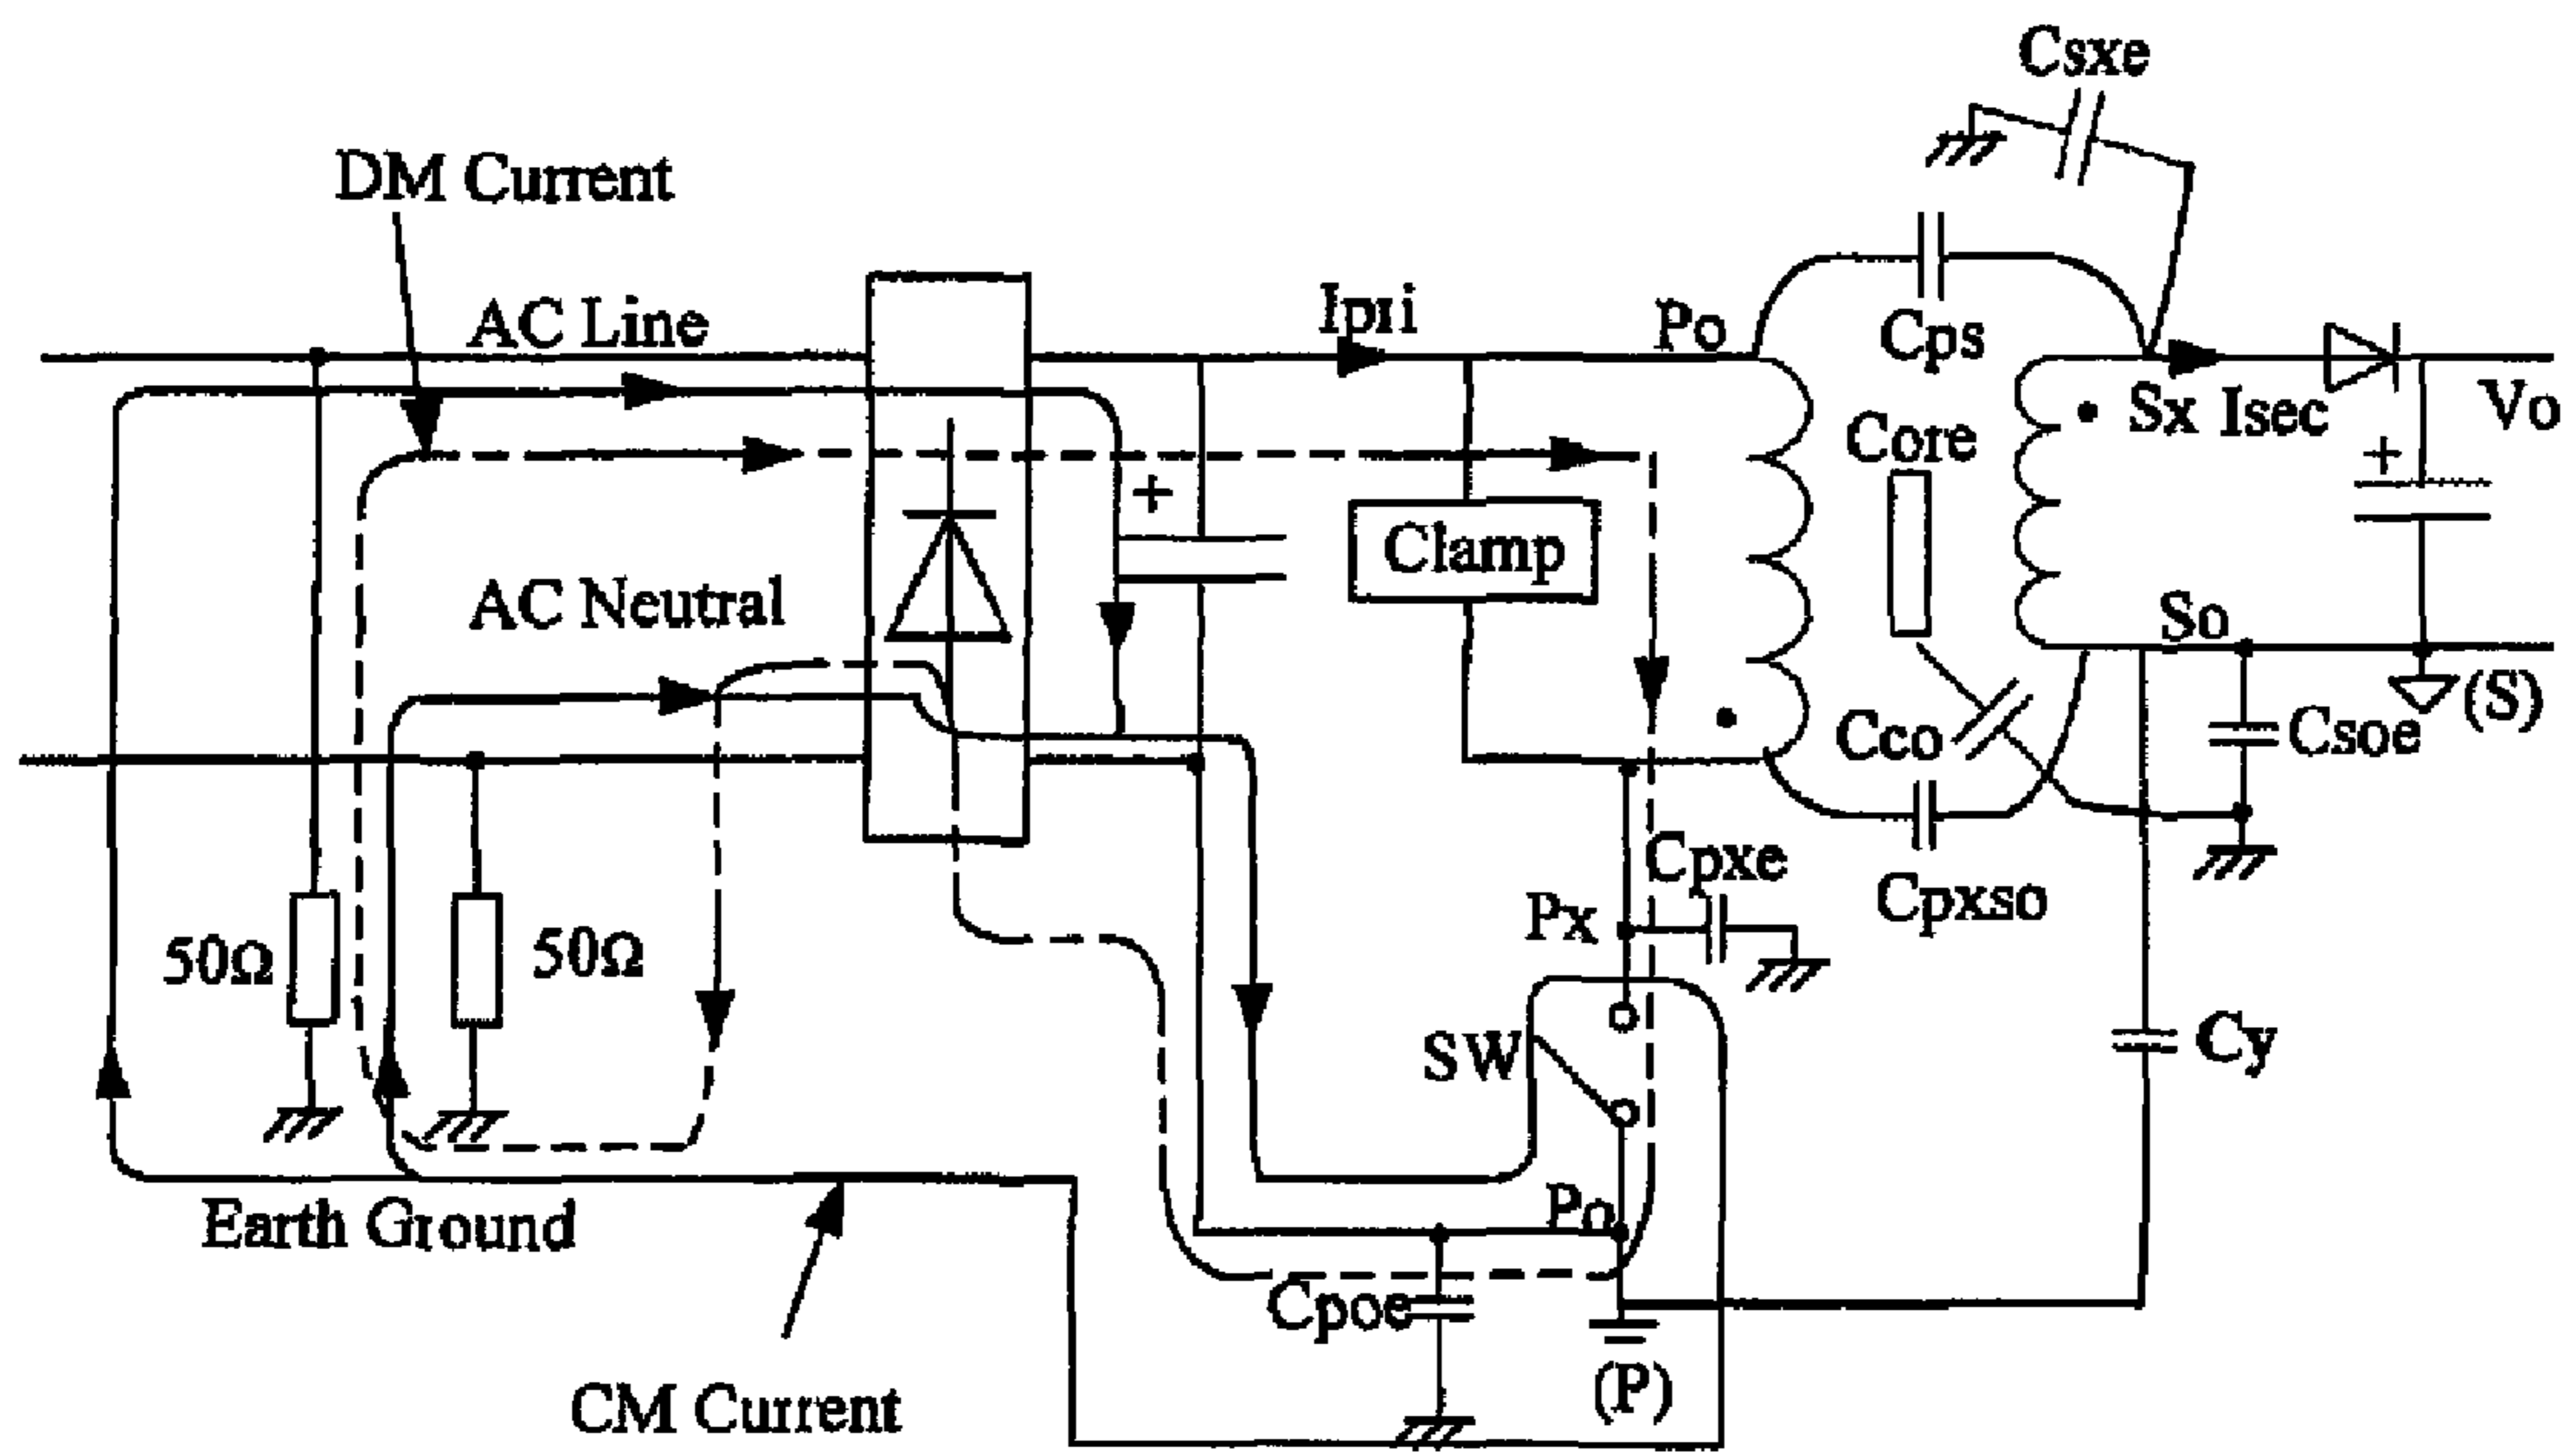 Csxe
DM Current
AC Line
Ipri
Po
Cps
Sx Isec
Vo
Core
+
+
Clamp
AC Neutral
So
(S)
Cco
Csoe
Cpxe
Px
Cpxso
50Ω
50Ω
SW
Cy
Po
Earth Ground
Cpoe
(P)
CM Current